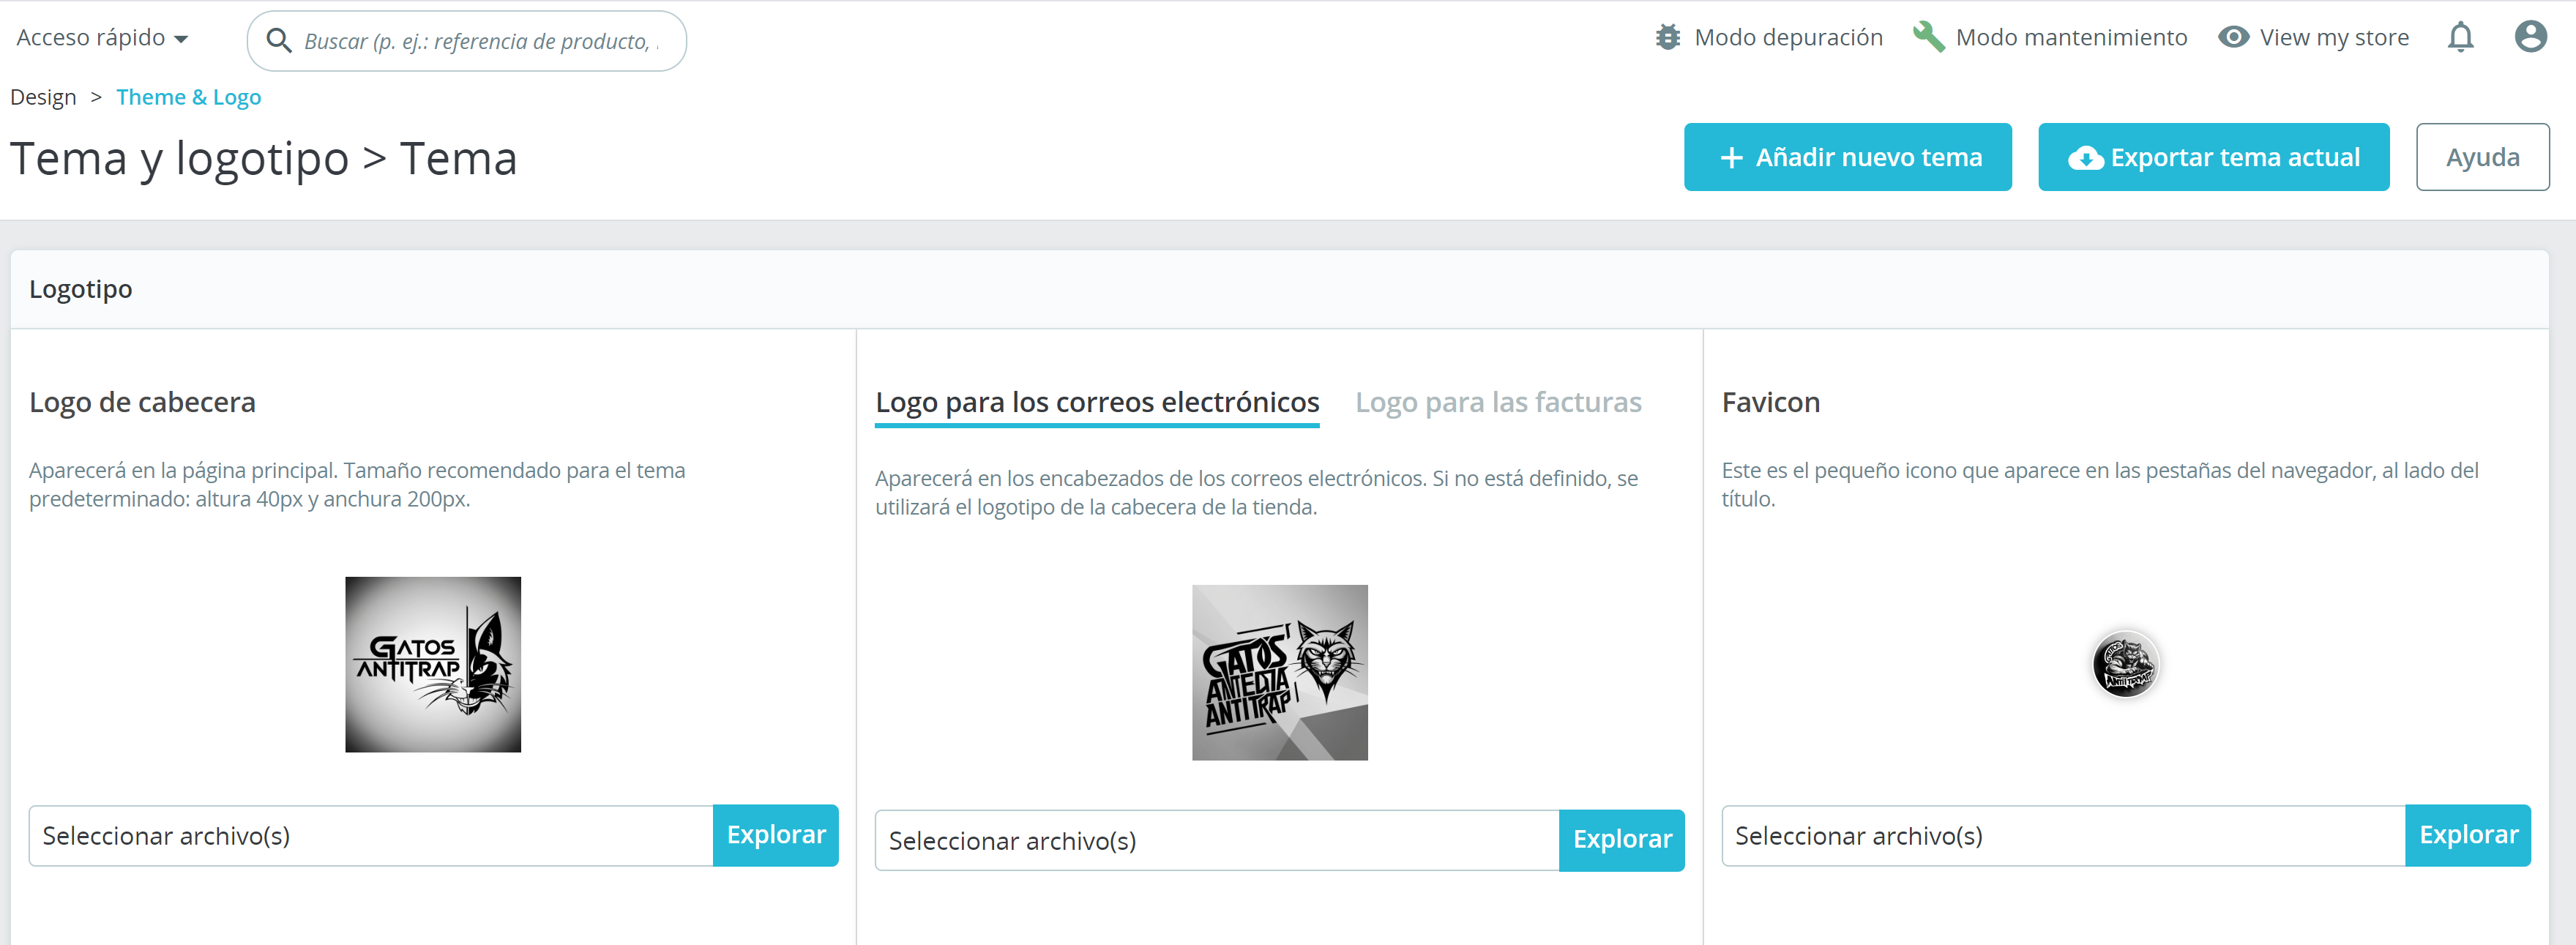 Acceso rápido
Buscar (p. ej.: referencia de producto, .
Modo depuración
Modo mantenimiento
View my store
Design > Theme & Logo
Tema y logotipo > Tema
Añadir nuevo tema
Exportar tema actual
Ayuda
Logotipo
Logo de cabecera
Aparecerá en la página principal. Tamaño recomendado para el tema
predeterminado: altura 40px y anchura 200px.
GATOS
ANTITRAP
Seleccionar archivo(s)
Explorar
Logo para los correos electrónicos
Logo para las facturas
Aparecerá en los encabezados de los correos electrónicos. Si no está definido, se
utilizará el logotipo de la cabecera de la tienda.
GATOS
ANTEDIA
ANTITRAP
Seleccionar archivo(s)
Explorar
Favicon
Este es el pequeño icono que aparece en las pestañas del navegador, al lado del
título.
Seleccionar archivo(s)
Explorar